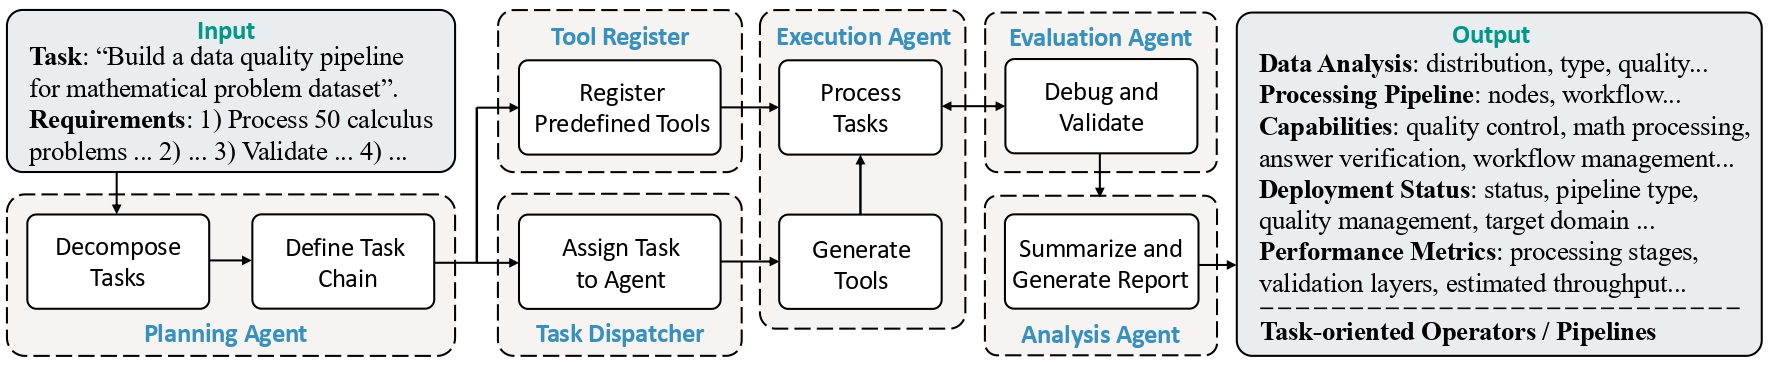 Input
Task: “Build a data quality pipeline
for mathematical problem dataset”.
Requirements: 1) Process 50 calculus
problems ... 2) ... 3) Validate ... 4) ...
Decompose
Tasks
Define Task
Chain
Planning Agent
Tool Register
Register
Predefined Tools
Assign Task
to Agent
Task Dispatcher
Execution Agent
Process
Tasks
Generate
Tools
Evaluation Agent
Debug and
Validate
Summarize and
Generate Report
Analysis Agent
Output
Data Analysis: distribution, type, quality...
Processing Pipeline: nodes, workflow...
Capabilities: quality control, math processing,
answer verification, workflow management...
Deployment Status: status, pipeline type,
quality management, target domain ...
Performance Metrics: processing stages,
validation layers, estimated throughput...
Task-oriented Operators / Pipelines